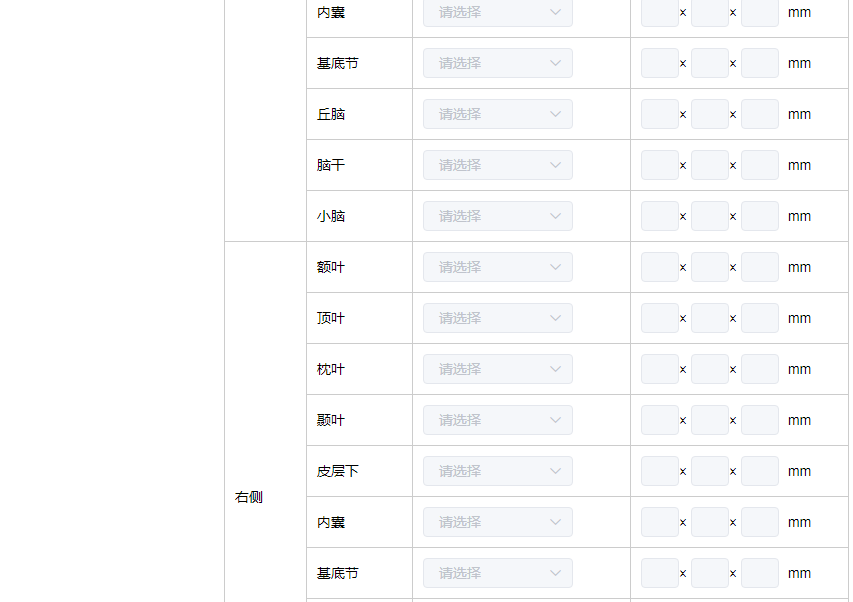 内囊 请选择 × × mm
基底节 请选择 × × mm
丘脑 请选择 × × mm
脑干 请选择 × × mm
小脑 请选择 × × mm
额叶 请选择 × × mm
顶叶 请选择 × × mm
枕叶 请选择 × × mm
颞叶 请选择 × × mm
皮层下 请选择 × × mm
右侧
内囊 请选择 × × mm
基底节 请选择 × × mm